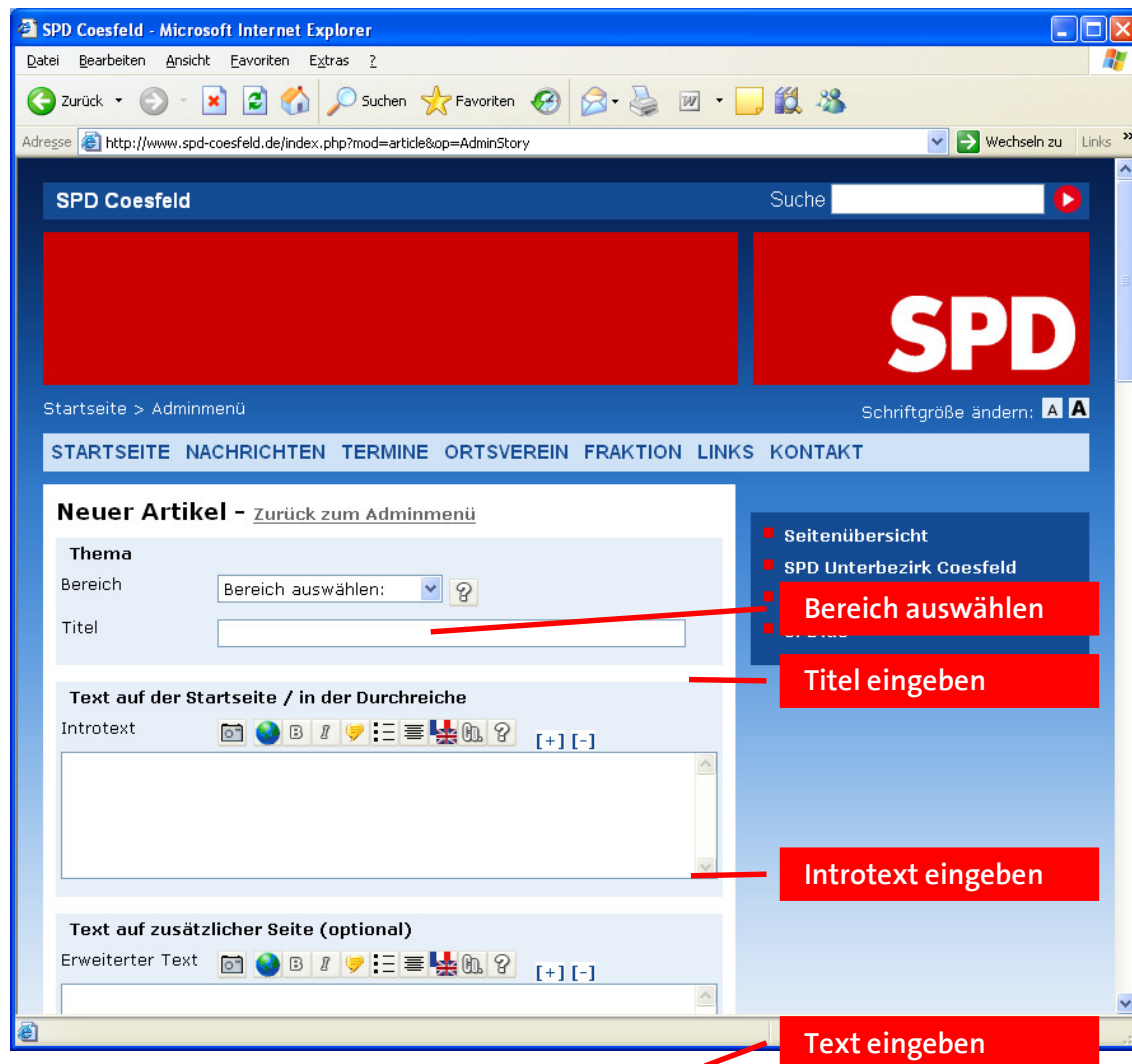 SPD Coesfeld - Microsoft Internet Explorer
Datei Bearbeiten Ansicht Favoriten Extras ?
Zurück Suchen Favoriten
Adresse http://www.spd-coesfeld.de/index.php?mod=article&op=AdminStory Wechseln zu Links »
SPD Coesfeld Suche
SPD
Startseite > Adminmenü Schriftgröße ändern: A A
STARTSEITE NACHRICHTEN TERMINE ORTSVEREIN FRAKTION LINKS KONTAKT
Neuer Artikel - Zurück zum Adminmenü
Thema
Bereich Bereich auswählen: ?
Titel
Seitenübersicht
SPD Unterbezirk Coesfeld
Bereich auswählen
Titel eingeben
Text auf der Startseite / in der Durchreiche
Introtext B I ? [+] [-]
Introtext eingeben
Text auf zusätzlicher Seite (optional)
Erweiterter Text B I ? [+] [-]
Text eingeben